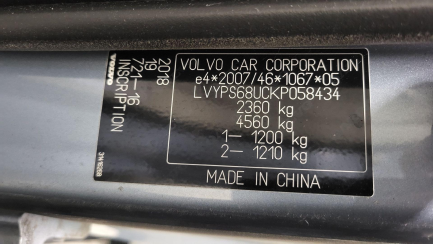 VOLVO CAR CORPORATION
e4*2007/46*1067*05
LVYPS68UCKP058434
2360 kg
4560 kg
1– 1200 kg
2– 1210 kg
MADE IN CHINA
2018
19
721–16
INSCRIPTION
VOLVO